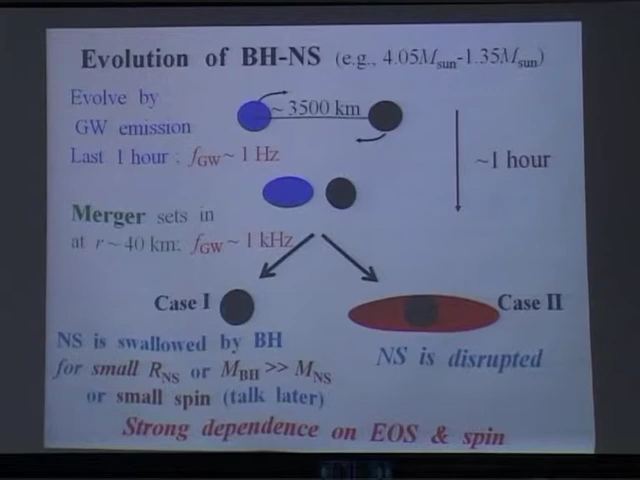 Evolution of BH-NS (e.g., 4.05Msun-1.35Msun)
Evolve by
GW emission
Last 1 hour : fGW ~ 1 Hz
~ 3500 km
~1 hour
Merger sets in
at r ~ 40 km: fGW ~ 1 kHz
Case I
Case II
NS is swallowed by BH
for small RNS or MBH >> MNS
or small spin (talk later)
NS is disrupted
Strong dependence on EOS & spin